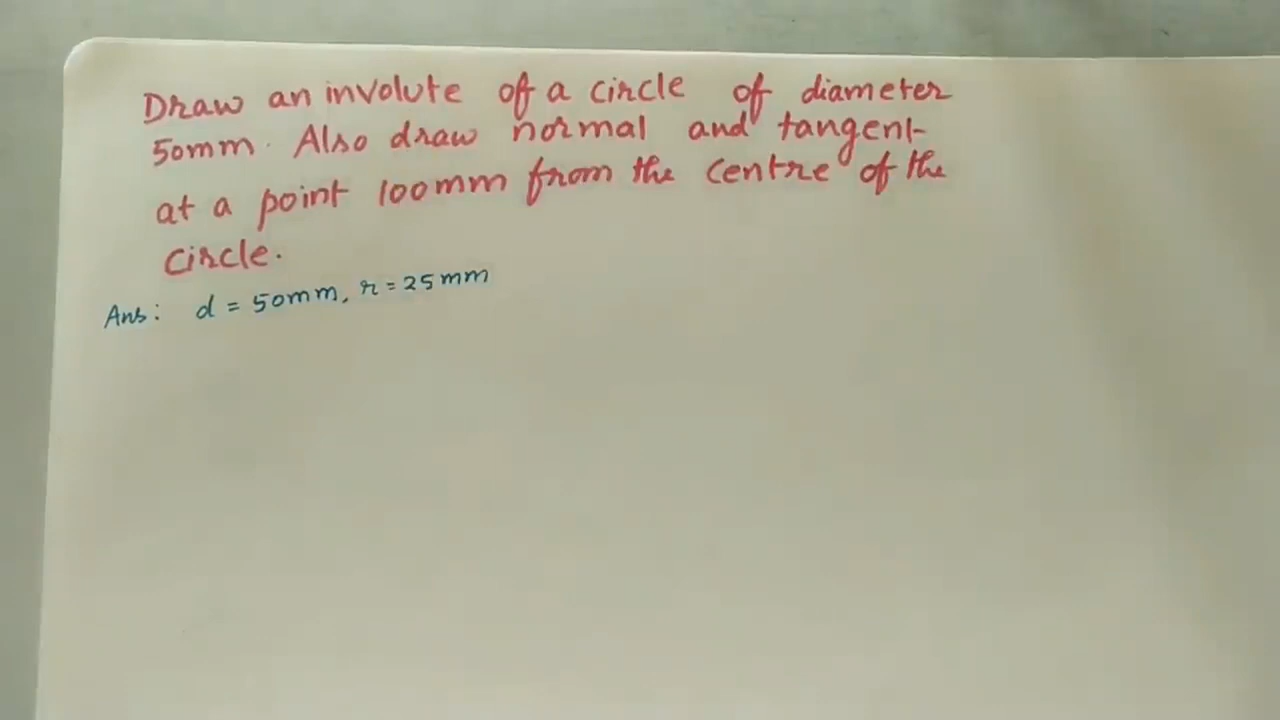 Draw an involute of a circle of diameter
50mm. Also draw normal and tangent
at a point 100mm from the centre of the
circle.
Ans: d = 50mm, r = 25mm